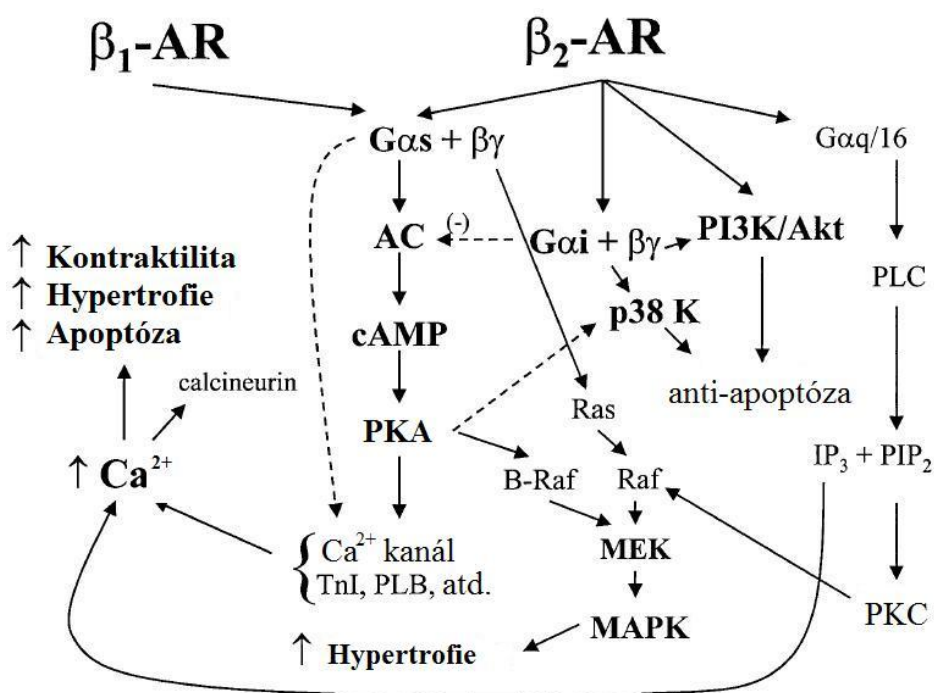 β₁-AR
β₂-AR
Gαs + βγ
Gαq/16
AC
(-)
Gαi + βγ
PI3K/Akt
↑ Kontraktilita
↑ Hypertrofie
↑ Apoptóza
PLC
cAMP
p38 K
calcineurin
anti-apoptóza
Ras
PKA
↑ Ca²⁺
B-Raf
Raf
IP₃ + PIP₂
{ Ca²⁺ kanál
TnI, PLB, atd.
MEK
MAPK
PKC
↑ Hypertrofie